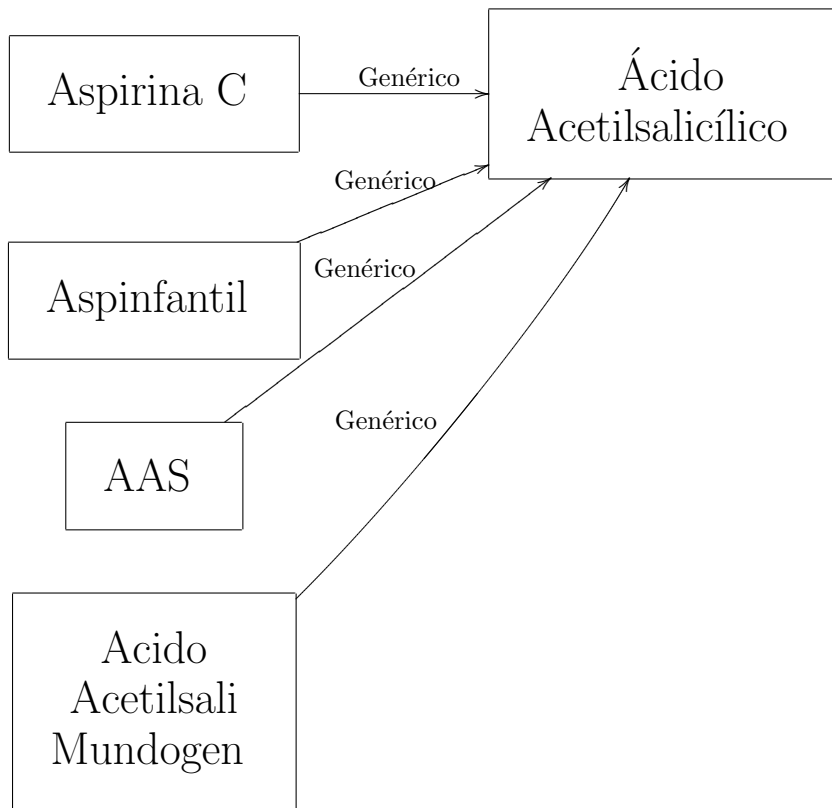 Aspirina C
Genérico
Ácido
Acetilsalicílico
Genérico
Aspinfantil
Genérico
AAS
Genérico
Acido
Acetilsali
Mundogen